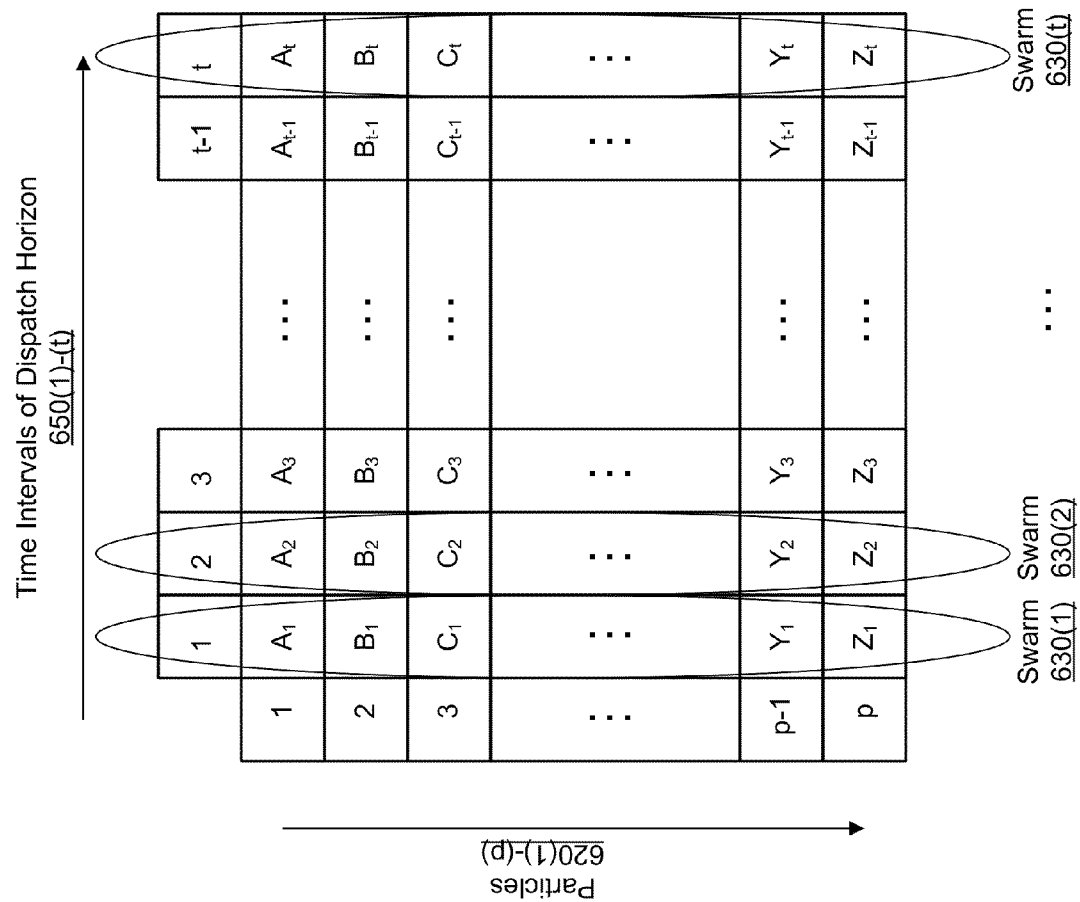 Time Intervals of Dispatch Horizon
650(1)-(t)
1 2 3 ... t-1 t
1 A₁ A₂ A₃ ... Aₜ₋₁ Aₜ
2 B₁ B₂ B₃ ... Bₜ₋₁ Bₜ
3 C₁ C₂ C₃ ... Cₜ₋₁ Cₜ
... ... ... ... ... ...
p-1 Y₁ Y₂ Y₃ ... Yₜ₋₁ Yₜ
p Z₁ Z₂ Z₃ ... Zₜ₋₁ Zₜ
Particles
620(1)-(p)
Swarm
630(1)
Swarm
630(2)
...
Swarm
630(t)